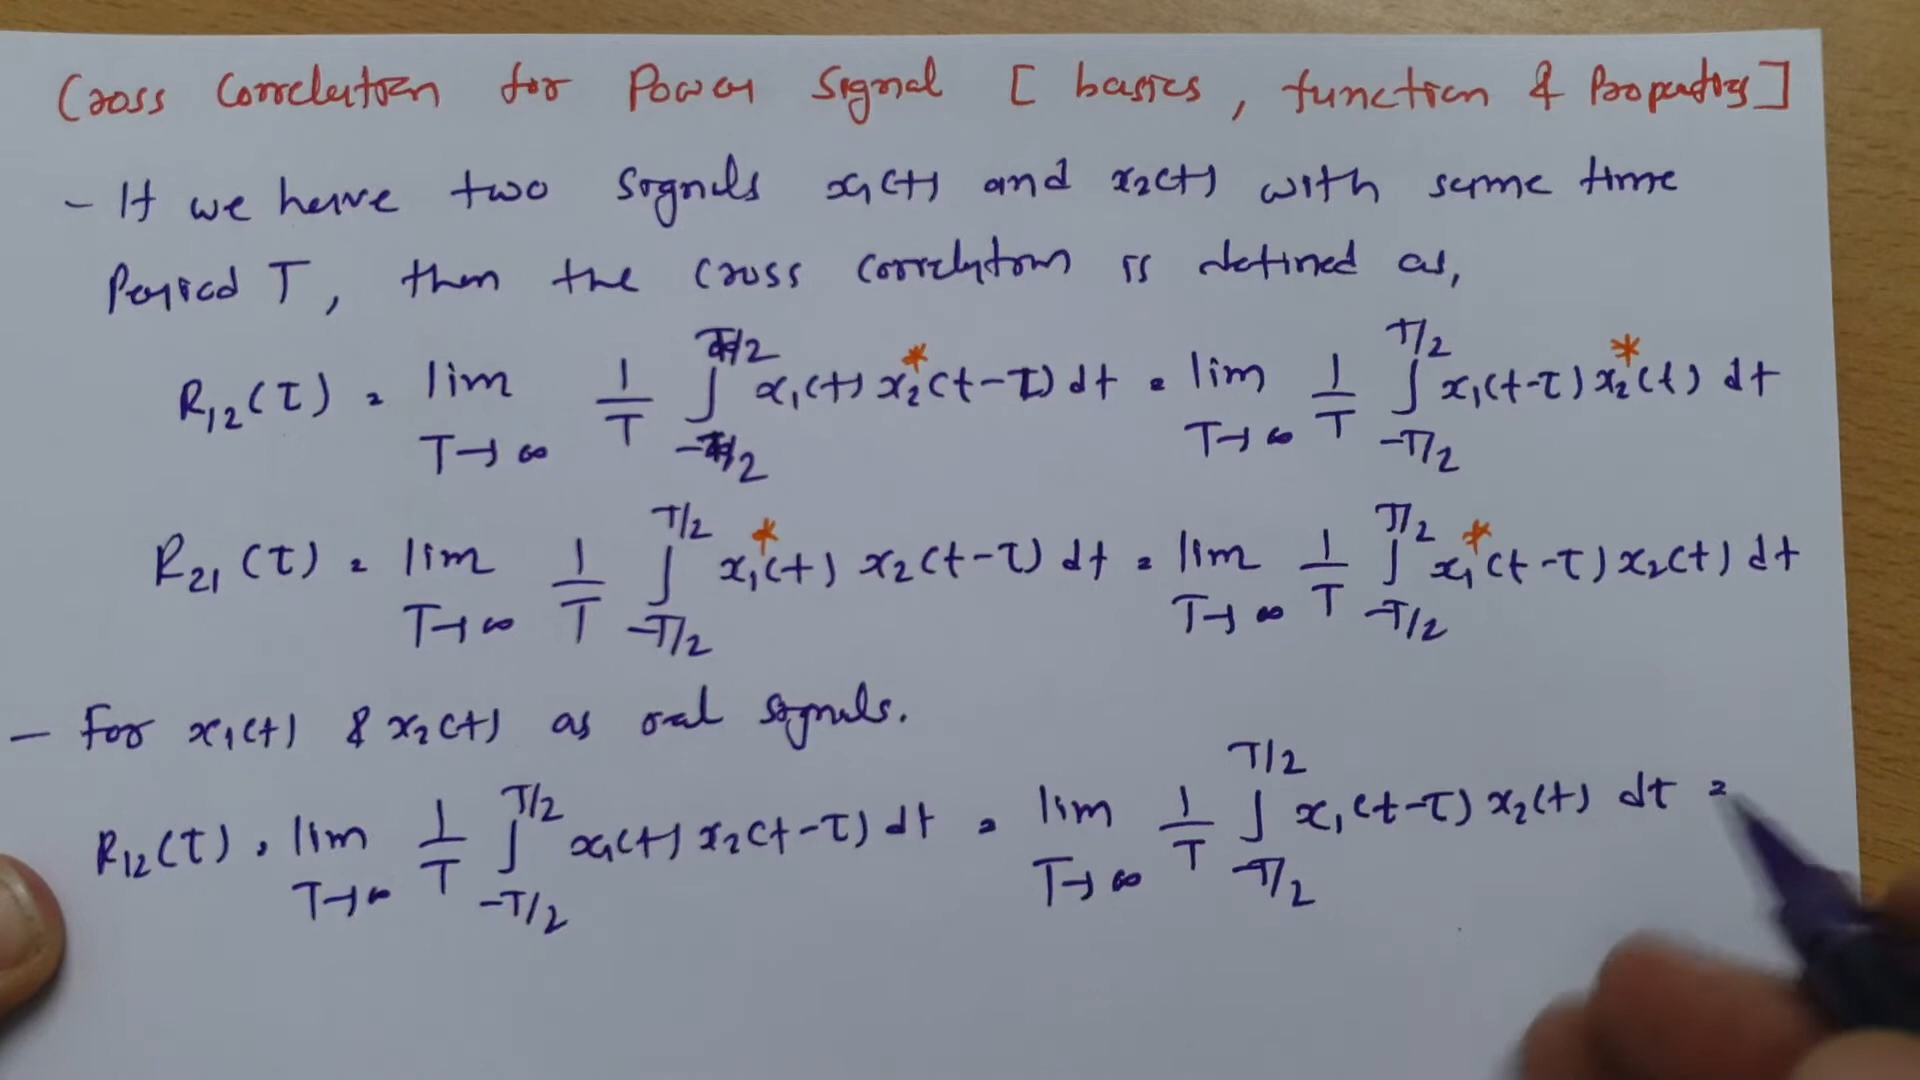 Cross Correlation for Power Signal [ basics, function & Properties ]
- If we have two signals x₁(t) and x₂(t) with same time
Period T, then the cross correlation is defined as,
R₁₂(τ) = lim T→∞ 1/T ∫_{-T/2}^{T/2} x₁(t) x₂*(t-τ) dt = lim T→∞ 1/T ∫_{-T/2}^{T/2} x₁(t-τ) x₂*(t) dt
R₂₁(τ) = lim T→∞ 1/T ∫_{-T/2}^{T/2} x₁*(t) x₂(t-τ) dt = lim T→∞ 1/T ∫_{-T/2}^{T/2} x₁*(t-τ) x₂(t) dt
- For x₁(t) & x₂(t) as real signals.
R₁₂(τ) = lim T→∞ 1/T ∫_{-T/2}^{T/2} x₁(t) x₂(t-τ) dt = lim T→∞ 1/T ∫_{-T/2}^{T/2} x₁(t-τ) x₂(t) dt =